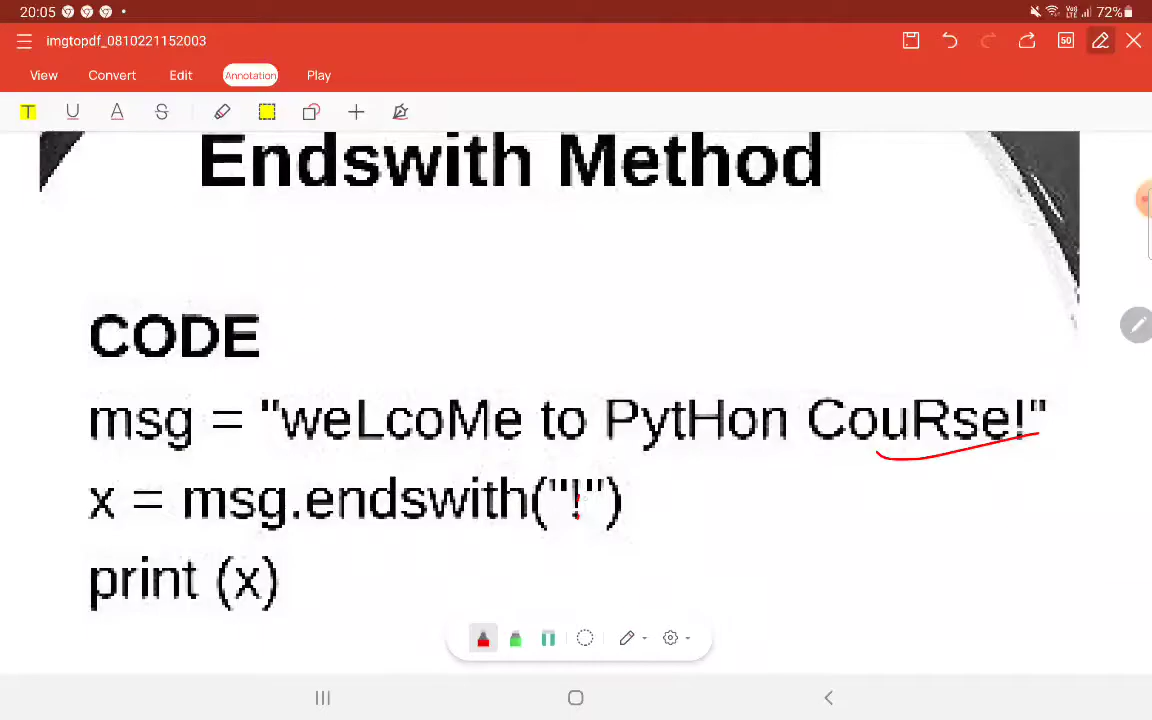 20:05 72%
imgtopdf_0810221152003 50
View Convert Edit Annotation Play
T U A S
Endswith Method
CODE
msg = "weLcoMe to PytHon CouRse!"
x = msg.endswith("!")
print (x)